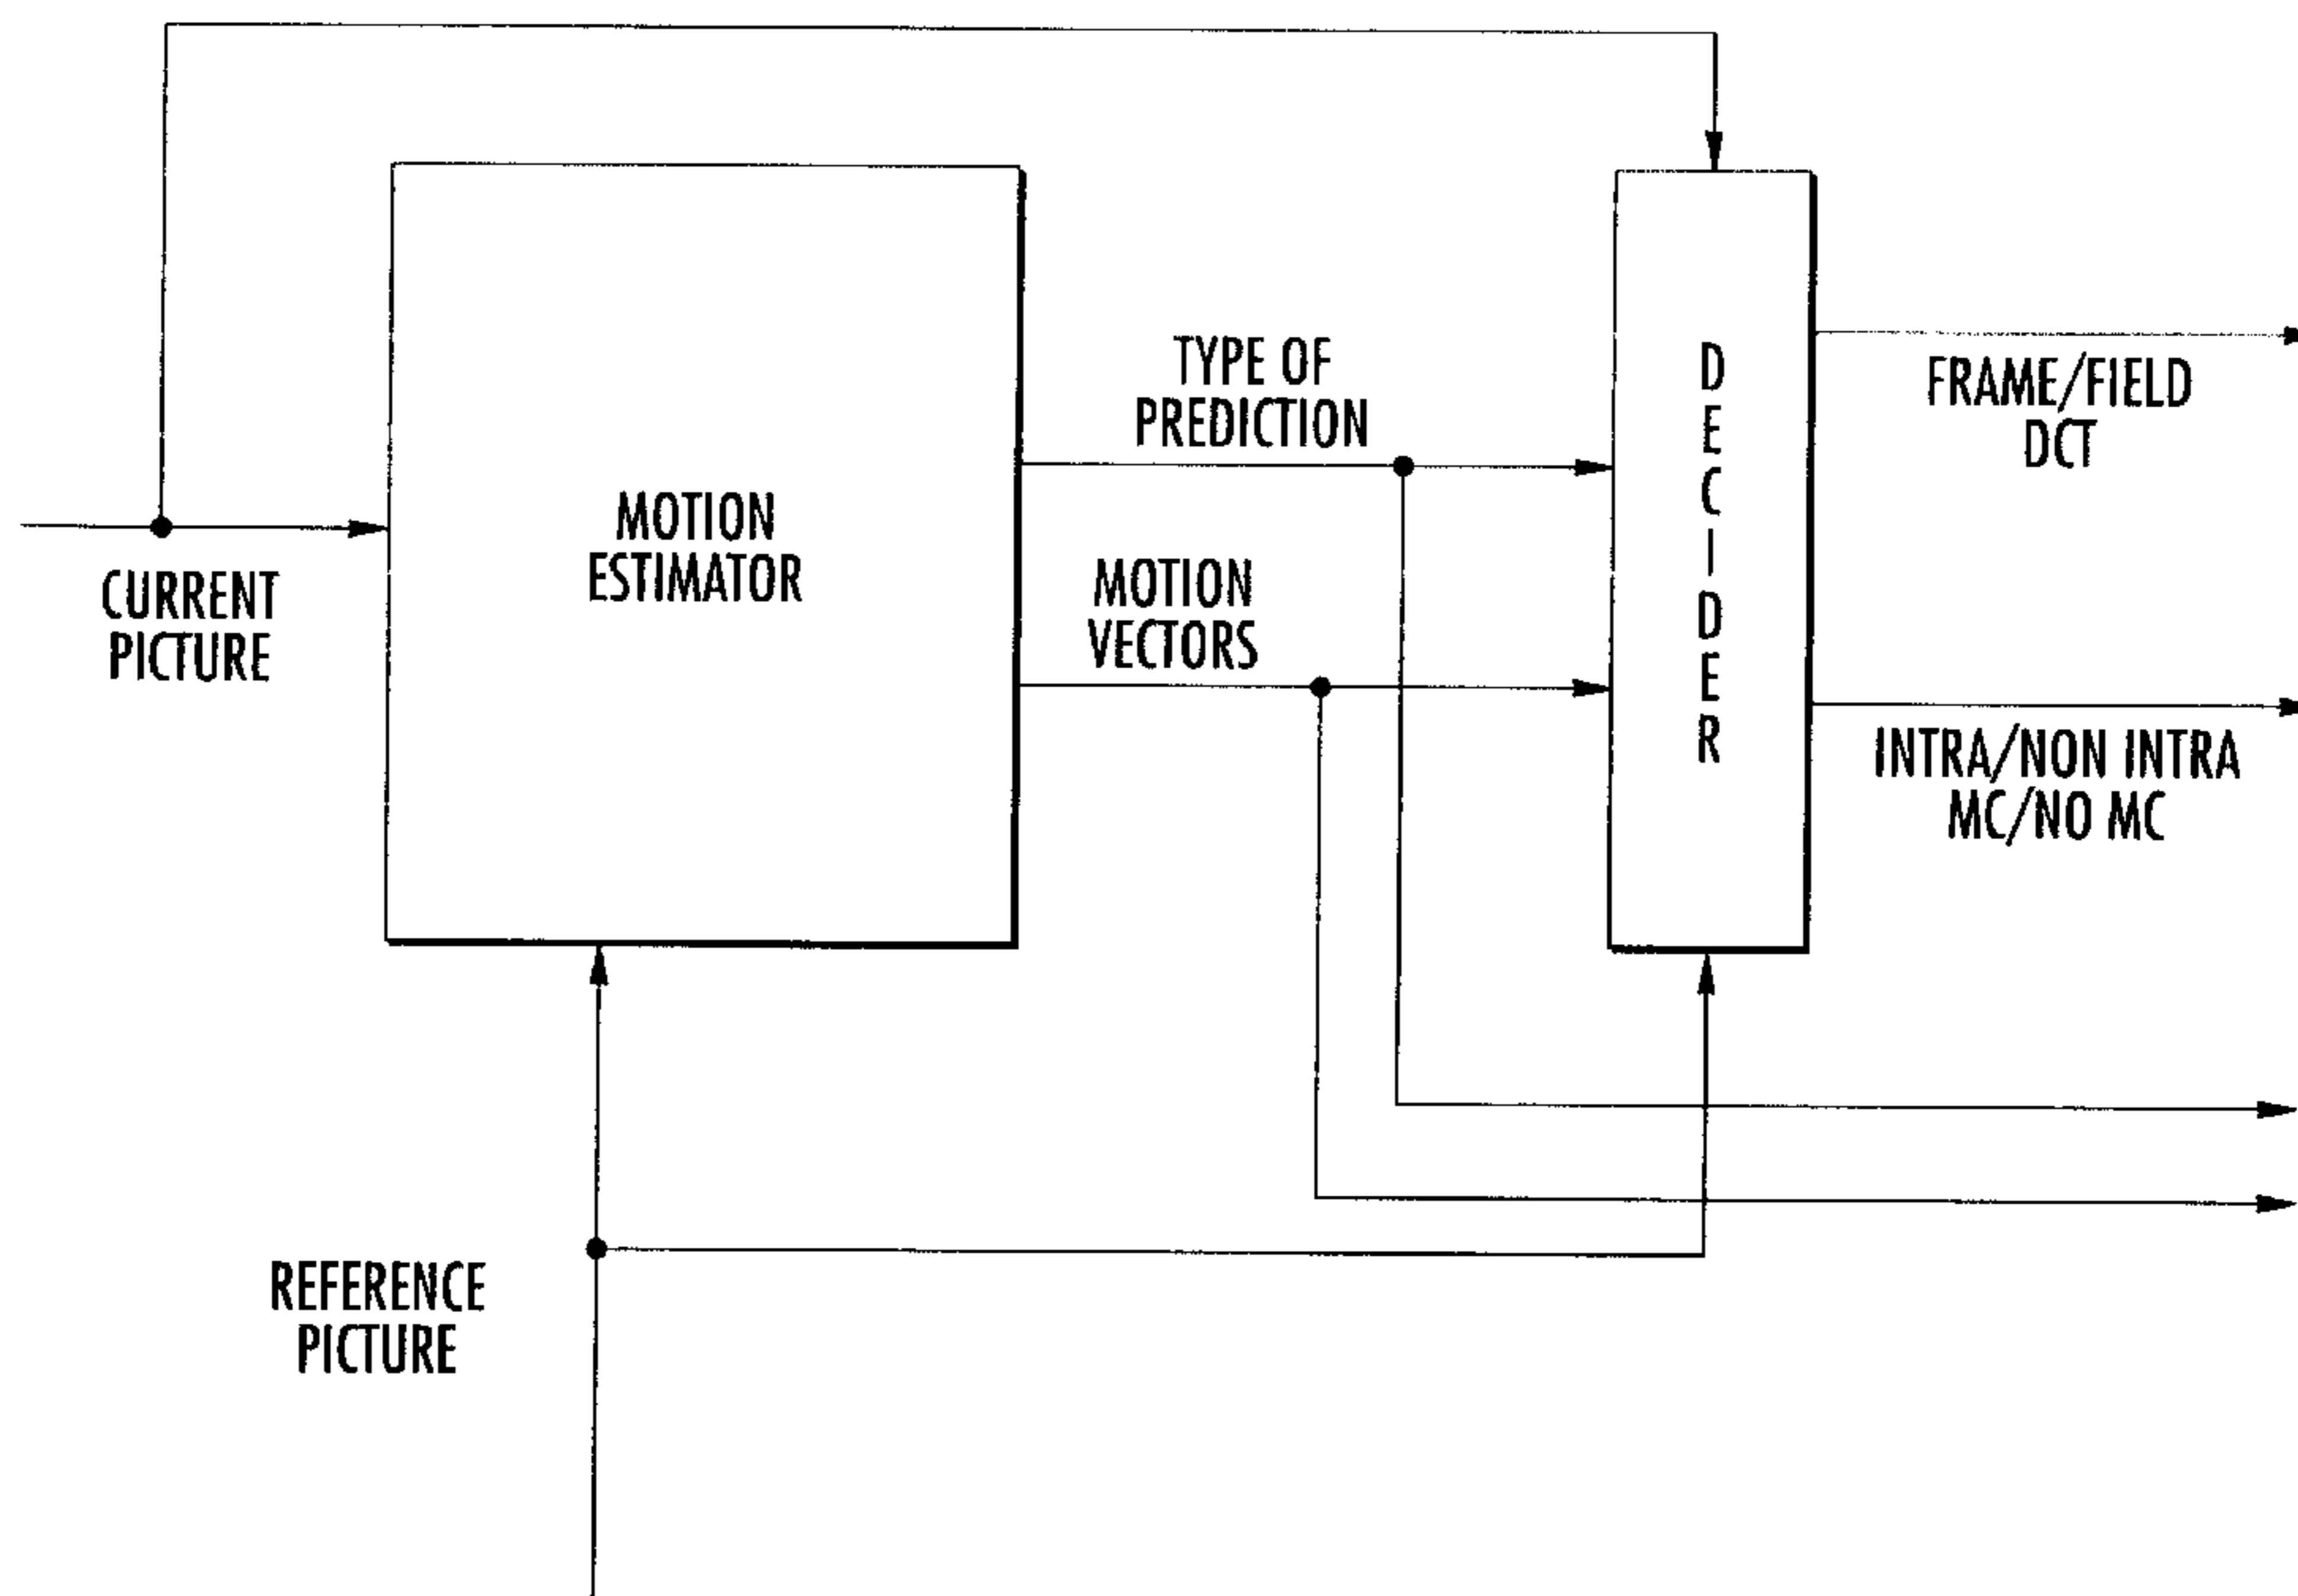 CURRENT
PICTURE
MOTION
ESTIMATOR
TYPE OF
PREDICTION
MOTION
VECTORS
DECIDER
FRAME/FIELD
DCT
INTRA/NON INTRA
MC/NO MC
REFERENCE
PICTURE